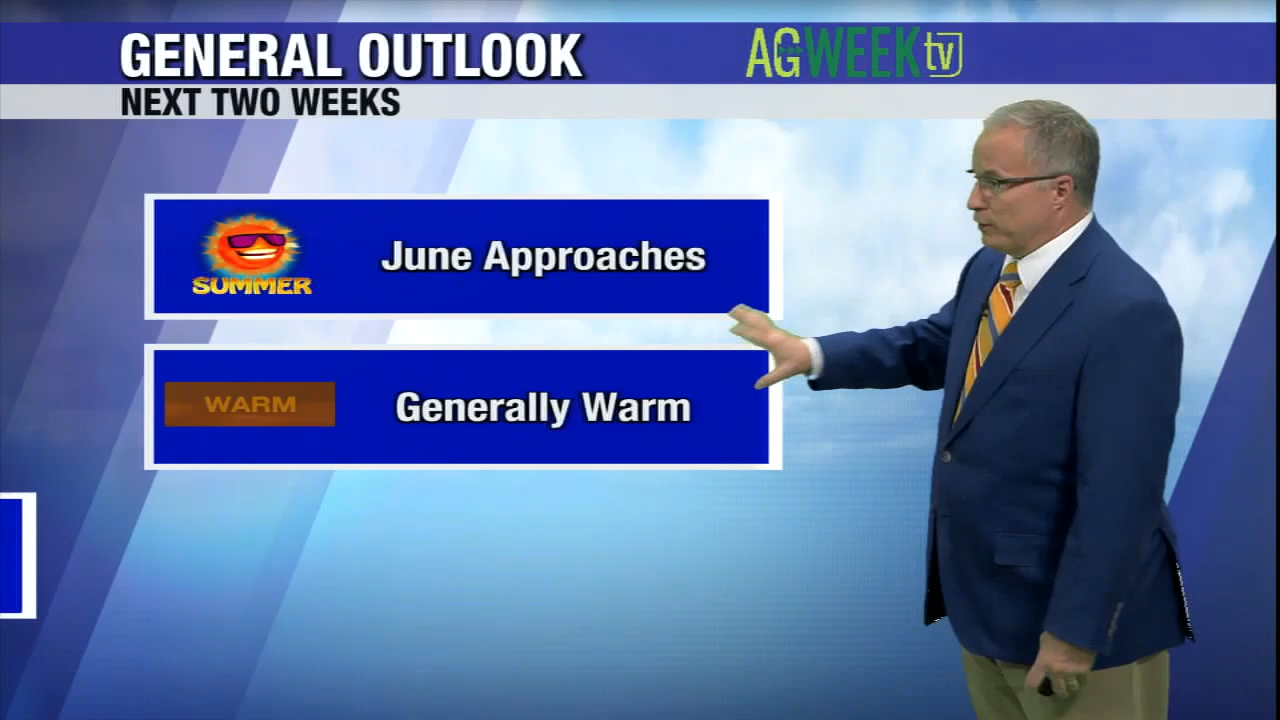 GENERAL OUTLOOK
AGWEEK tv
NEXT TWO WEEKS
SUMMER
June Approaches
WARM
Generally Warm